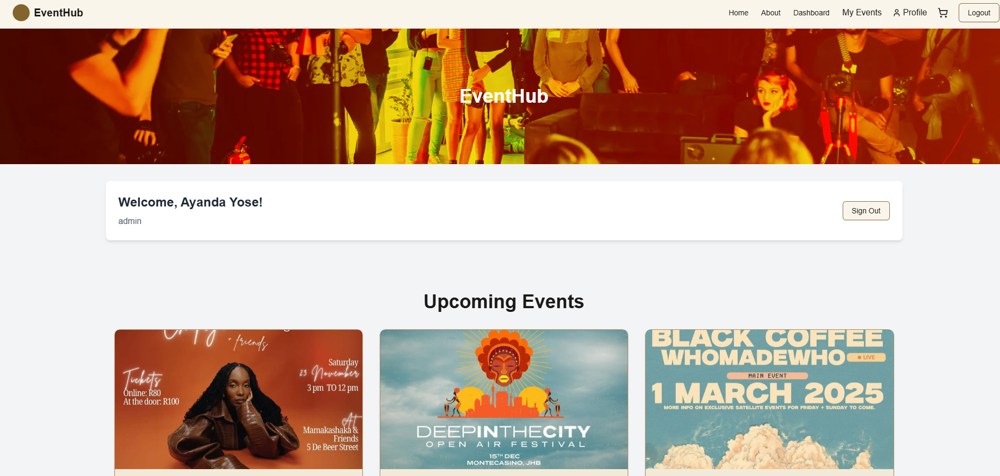 EventHub
Home
About
Dashboard
My Events
Profile
Logout
EventHub
Welcome, Ayanda Yose!
admin
Sign Out
Upcoming Events
+ friends
Saturday
23 November
3 pm TO 12 pm
Tickets
Online: R80
At the door: R100
At
Mamakashaka &
Friends
5 De Beer Street
DEEPINTHECITY
OPEN AIR FESTIVAL
15TH DEC
MONTECASINO, JHB
BLACK COFFEE
WHOMADEWHO
LIVE
MAIN EVENT
1 MARCH 2025
MORE INFO ON EXCLUSIVE SATELLITE EVENTS FOR FRIDAY + SUNDAY TO COME.